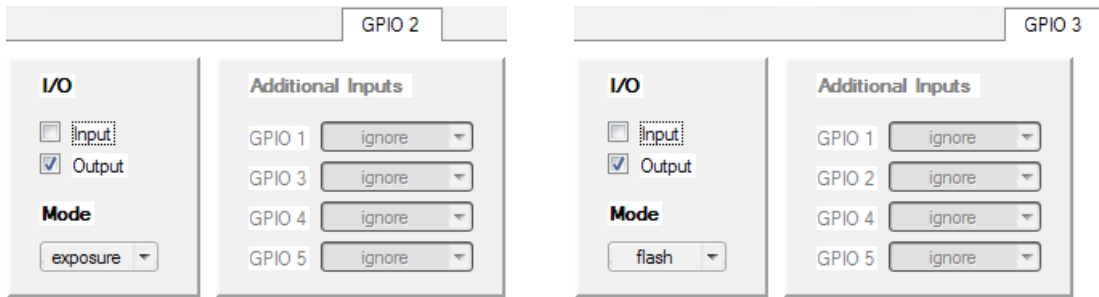 GPIO 2
I/O
Input
Output
Mode
exposure
Additional Inputs
GPIO 1 ignore
GPIO 3 ignore
GPIO 4 ignore
GPIO 5 ignore
GPIO 3
I/O
Input
Output
Mode
flash
Additional Inputs
GPIO 1 ignore
GPIO 2 ignore
GPIO 4 ignore
GPIO 5 ignore